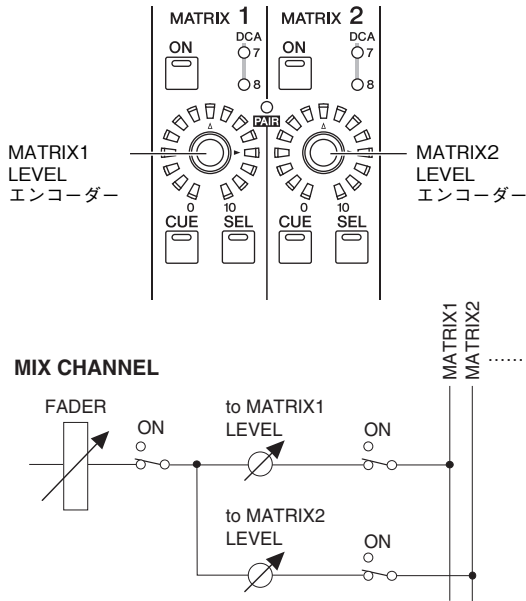 MATRIX 1 MATRIX 2
ON DCA ON DCA
7 7
8 8
PAIR
MATRIX1
LEVEL
エンコーダー
MATRIX2
LEVEL
エンコーダー
0 10 0 10
CUE SEL CUE SEL
MATRIX1
MATRIX2
……
MIX CHANNEL
FADER
ON
to MATRIX1
LEVEL
ON
to MATRIX2
LEVEL
ON